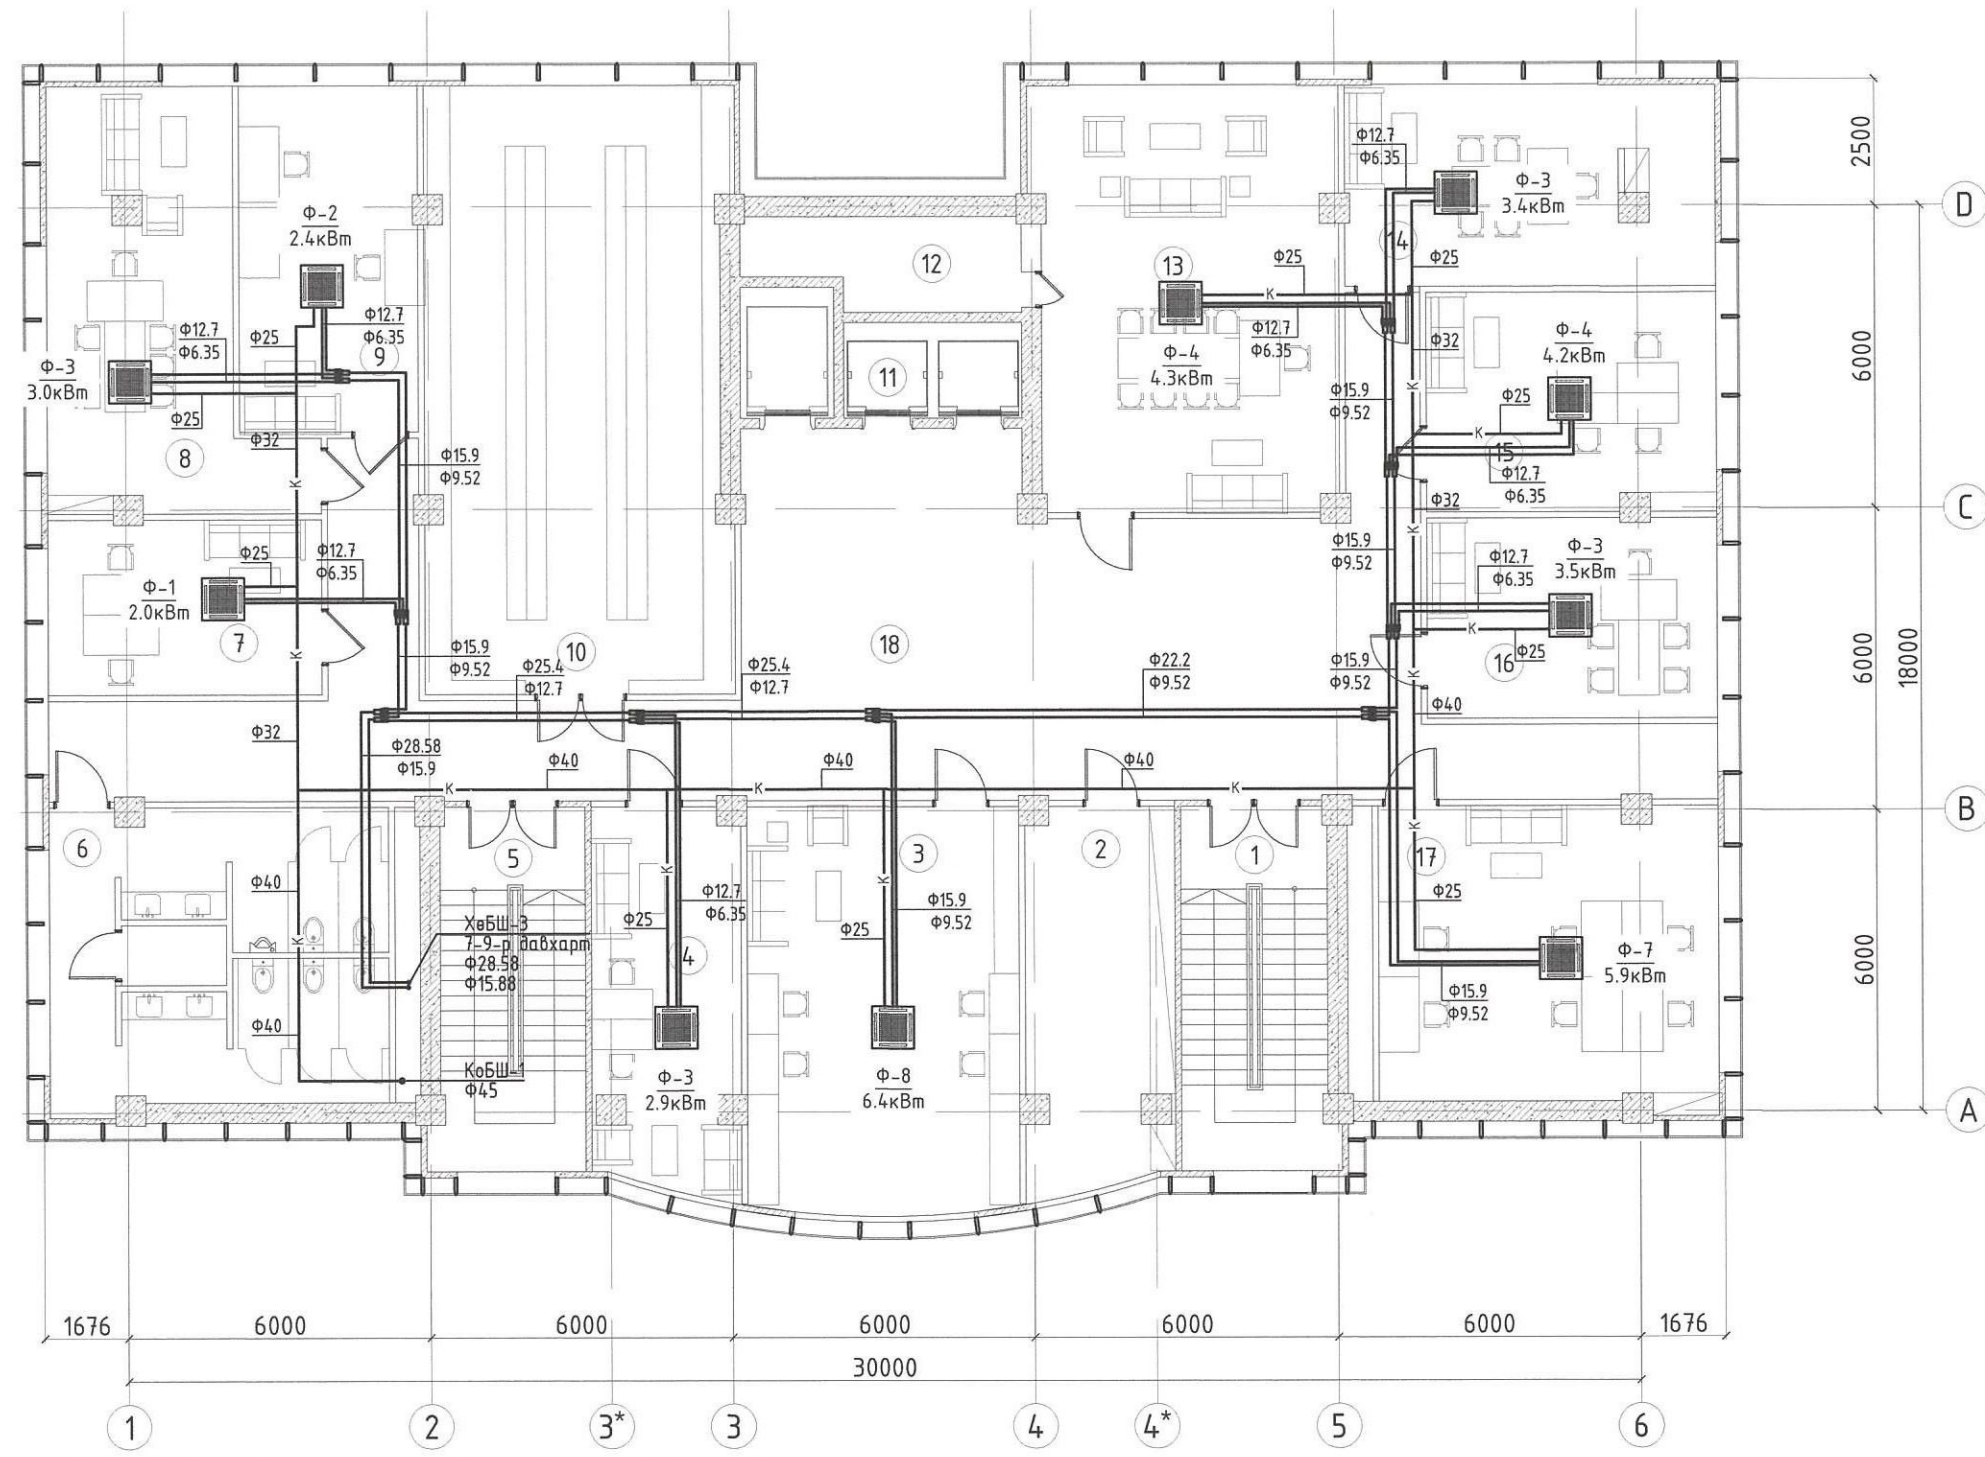 Ф12.7
Ф6.35
Ф-3
3.4кВт
2500
D
Ф-2
2.4кВт
14
12
13
Ф25
К
Ф25
Ф12.7
Ф6.35
Ф12.7
Ф6.35
Ф25
9
Ф12.7
Ф6.35
Ф32
Ф-4
4.2кВт
6000
Ф-3
3.0кВт
Ф-4
4.3кВт
11
К
Ф15.9
Ф9.52
Ф25
Ф25
К
Ф32
8
Ф15.9
Ф9.52
15
Ф12.7
Ф6.35
К
Ф32
C
К
Ф15.9
Ф9.52
Ф12.7
Ф6.35
Ф-3
3.5кВт
Ф25
Ф12.7
Ф6.35
Ф-1
2.0кВт
7
К
10
18
К
16
Ф25
6000
18000
Ф15.9
Ф9.52
Ф25.4
Ф12.7
Ф25.4
Ф12.7
Ф22.2
Ф9.52
Ф15.9
Ф9.52
К
Ф40
Ф32
Ф28.58
Ф15.9
Ф40
Ф40
Ф40
К
К
К
B
6
5
3
2
1
К
17
К
К
Ф40
Ф12.7
Ф6.35
Ф15.9
Ф9.52
Ф25
Ф25
Ф25
К
ХөБШ-3
7-9-р давхарт
Ф28.58
Ф15.88
4
Ф-7
5.9кВт
6000
Ф15.9
Ф9.52
Ф40
КоБШ-1
Ф45
Ф-3
2.9кВт
Ф-8
6.4кВт
A
1676
6000
6000
6000
6000
6000
1676
30000
1
2
3*
3
4
4*
5
6